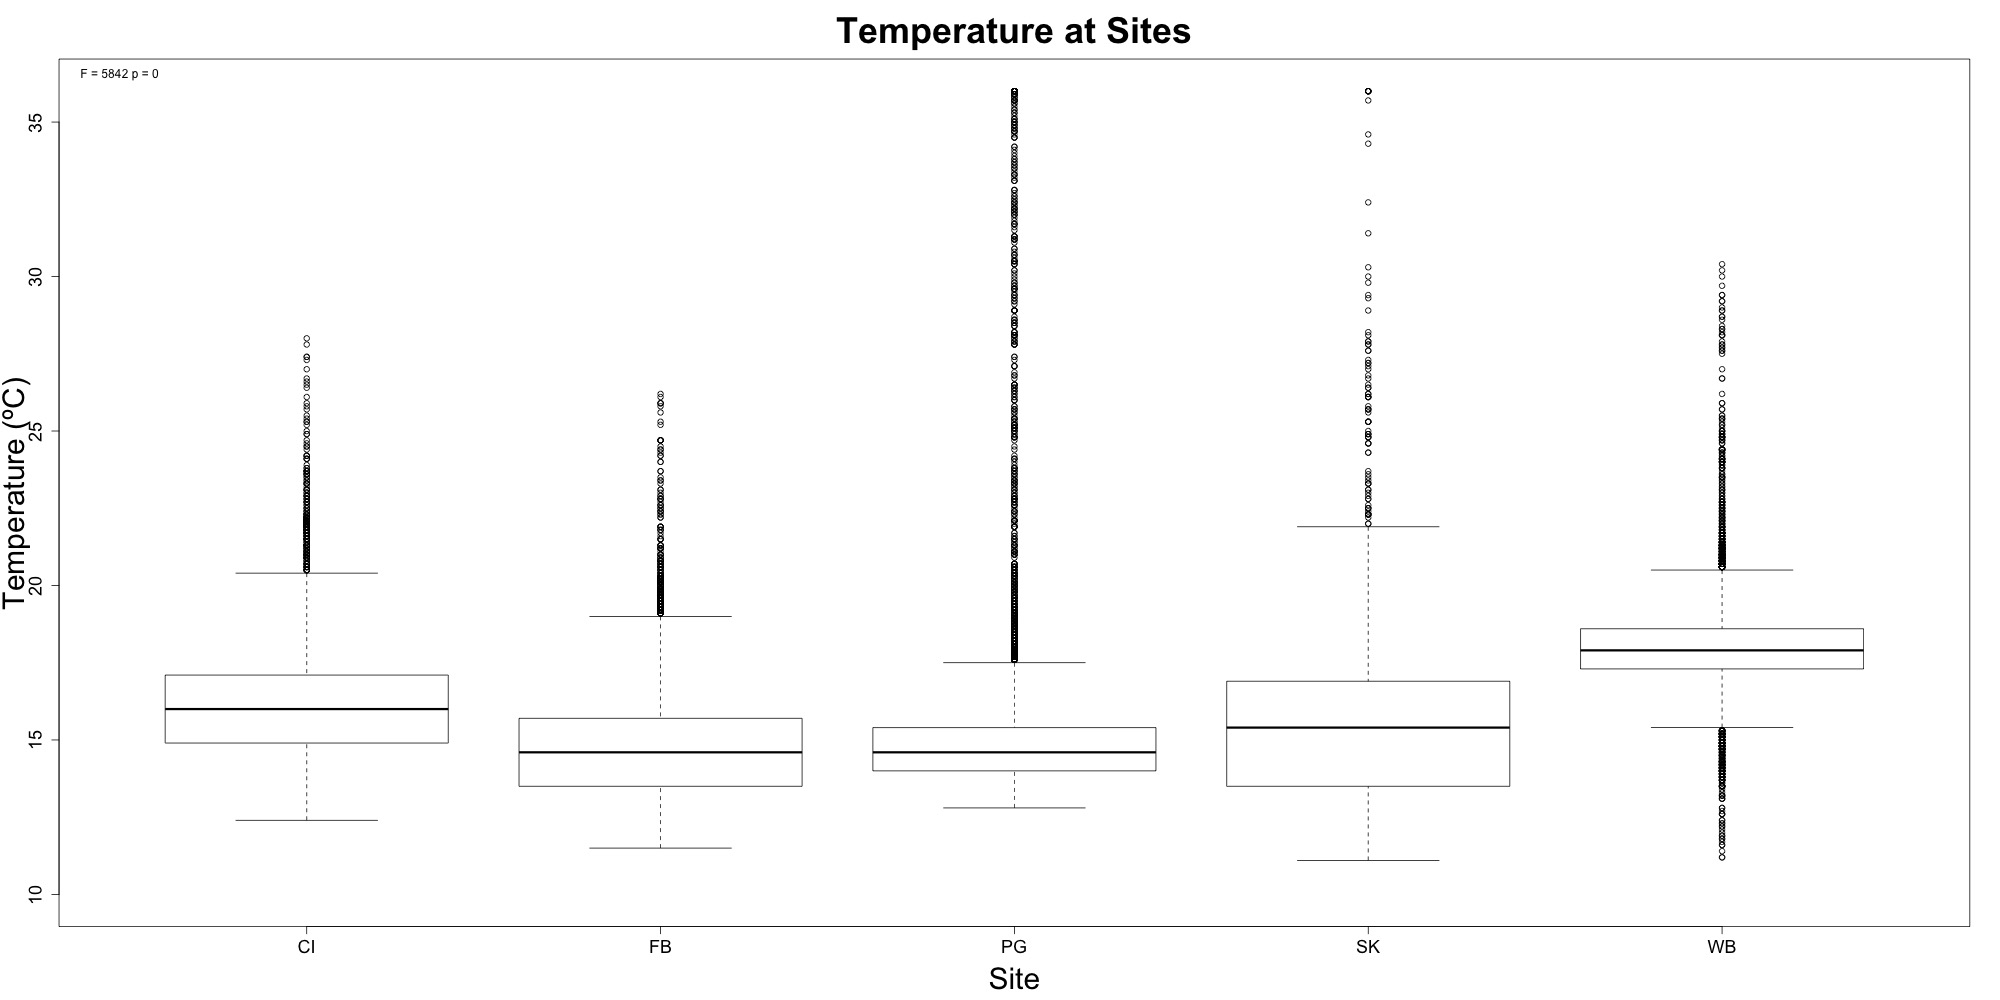 Temperature at Sites
F = 5842 p = 0
Temperature (ºC)
35
30
25
20
15
10
CI
FB
PG
SK
WB
Site